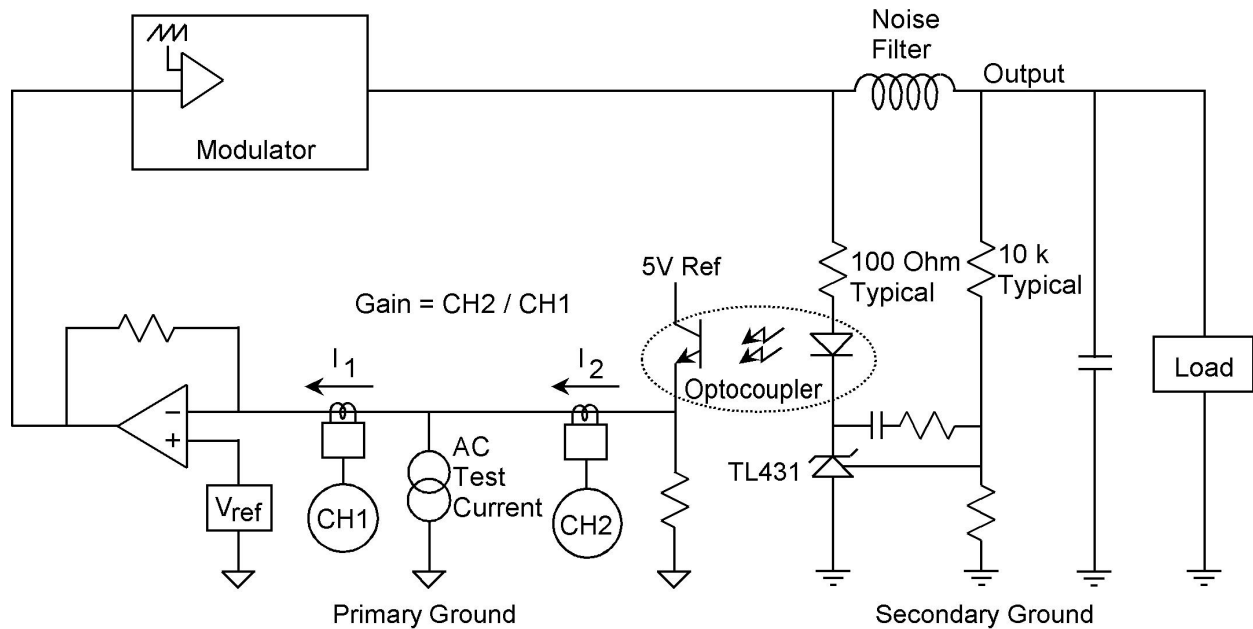 Noise
Filter
Output
Modulator
5V Ref
100 Ohm
Typical
10 k
Typical
Gain = CH2 / CH1
I1
I2
Optocoupler
Load
−
+
AC
Test
Current
TL431
Vref
CH1
CH2
Primary Ground
Secondary Ground